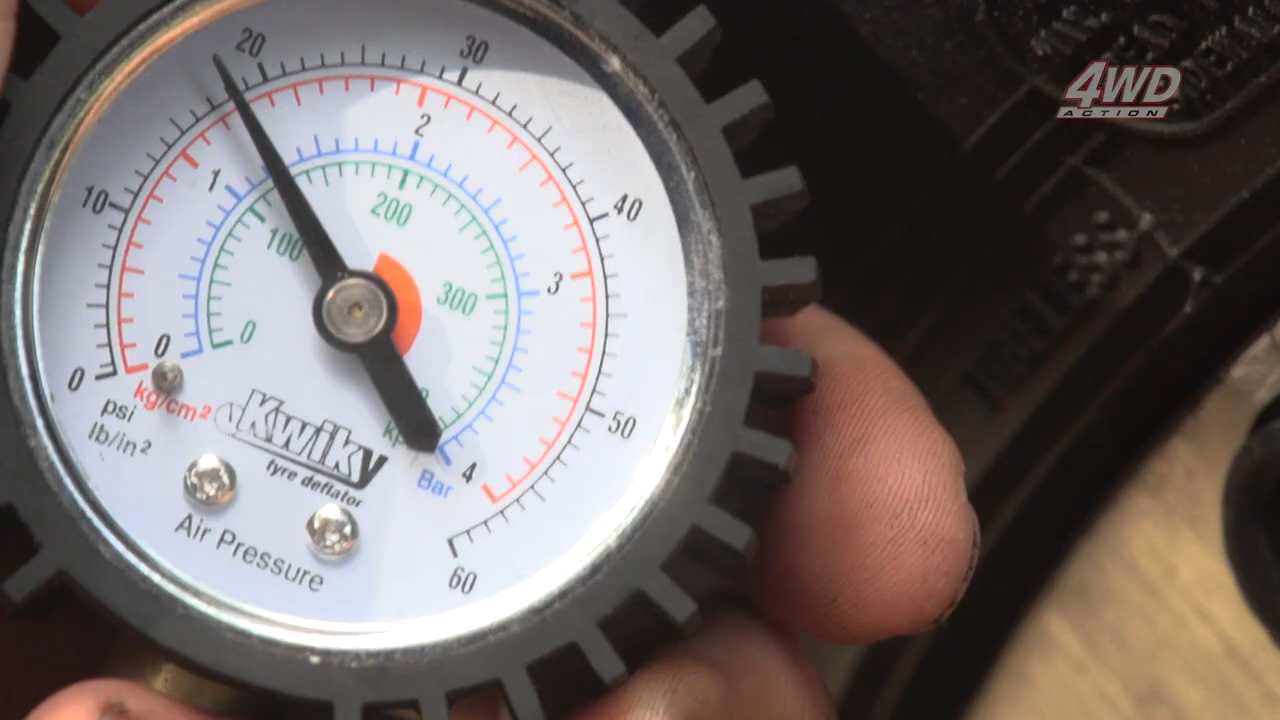 4WD
ACTION
20
30
10
40
0
50
60
1
2
3
0
4
100
200
300
0
psi
lb/in²
kg/cm²
Bar
Kwiky
tyre deflator
Air Pressure